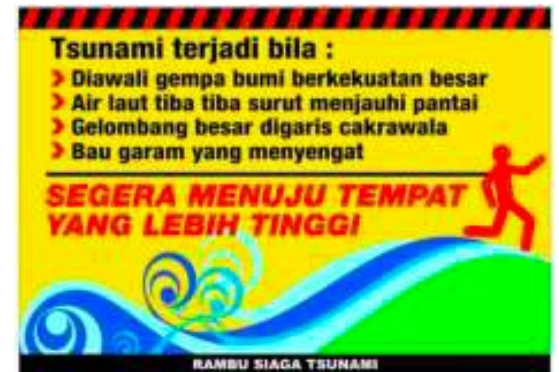 Tsunami terjadi bila :
Diawali gempa bumi berkekuatan besar
Air laut tiba tiba surut menjauhi pantai
Gelombang besar digaris cakrawala
Bau garam yang menyengat
SEGERA MENUJU TEMPAT
YANG LEBIH TINGGI
RAMBU SIAGA TSUNAMI